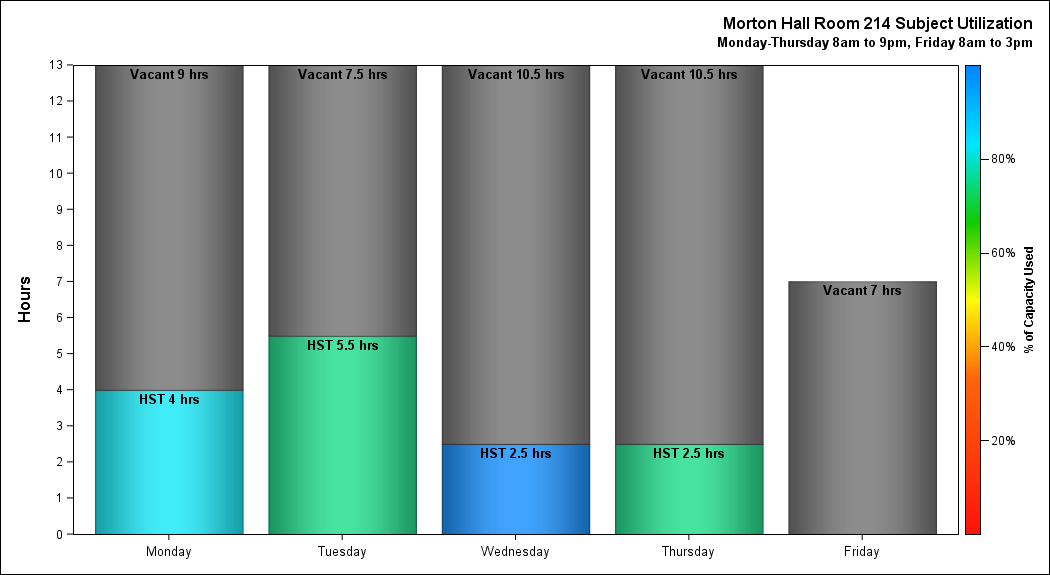 Morton Hall Room 214 Subject Utilization
Monday-Thursday 8am to 9pm, Friday 8am to 3pm
Hours
13
12
11
10
9
8
7
6
5
4
3
2
1
0
Vacant 9 hrs
Vacant 7.5 hrs
Vacant 10.5 hrs
Vacant 10.5 hrs
Vacant 7 hrs
HST 5.5 hrs
HST 4 hrs
HST 2.5 hrs
HST 2.5 hrs
Monday
Tuesday
Wednesday
Thursday
Friday
80%
60%
40%
20%
% of Capacity Used